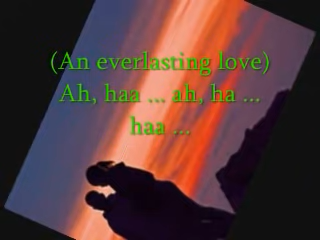 (An everlasting love)
Ah, haa ... ah, ha ...
haa ...